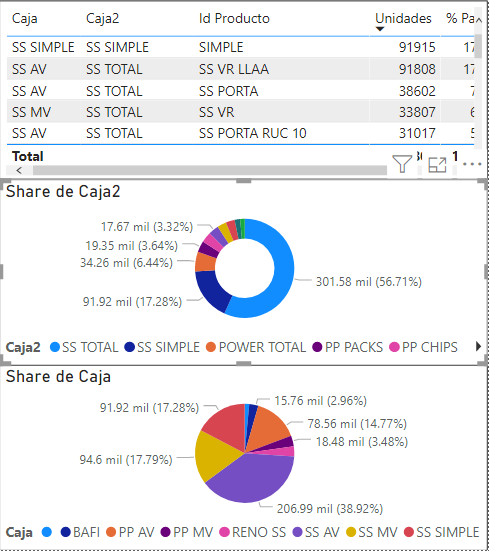 Caja Caja2 Id Producto Unidades % Pa
SS SIMPLE SS SIMPLE SIMPLE 91915 17
SS AV SS TOTAL SS VR LLAA 91808 17
SS AV SS TOTAL SS PORTA 38602 7
SS MV SS TOTAL SS VR 33807 6
SS AV SS TOTAL SS PORTA RUC 10 31017 5
Total
Share de Caja2
17.67 mil (3.32%)
19.35 mil (3.64%)
34.26 mil (6.44%)
301.58 mil (56.71%)
91.92 mil (17.28%)
Caja2 SS TOTAL SS SIMPLE POWER TOTAL PP PACKS PP CHIPS
Share de Caja
91.92 mil (17.28%) 15.76 mil (2.96%)
78.56 mil (14.77%)
94.6 mil (17.79%) 18.48 mil (3.48%)
206.99 mil (38.92%)
Caja BAFI PP AV PP MV RENO SS SS AV SS MV SS SIMPLE